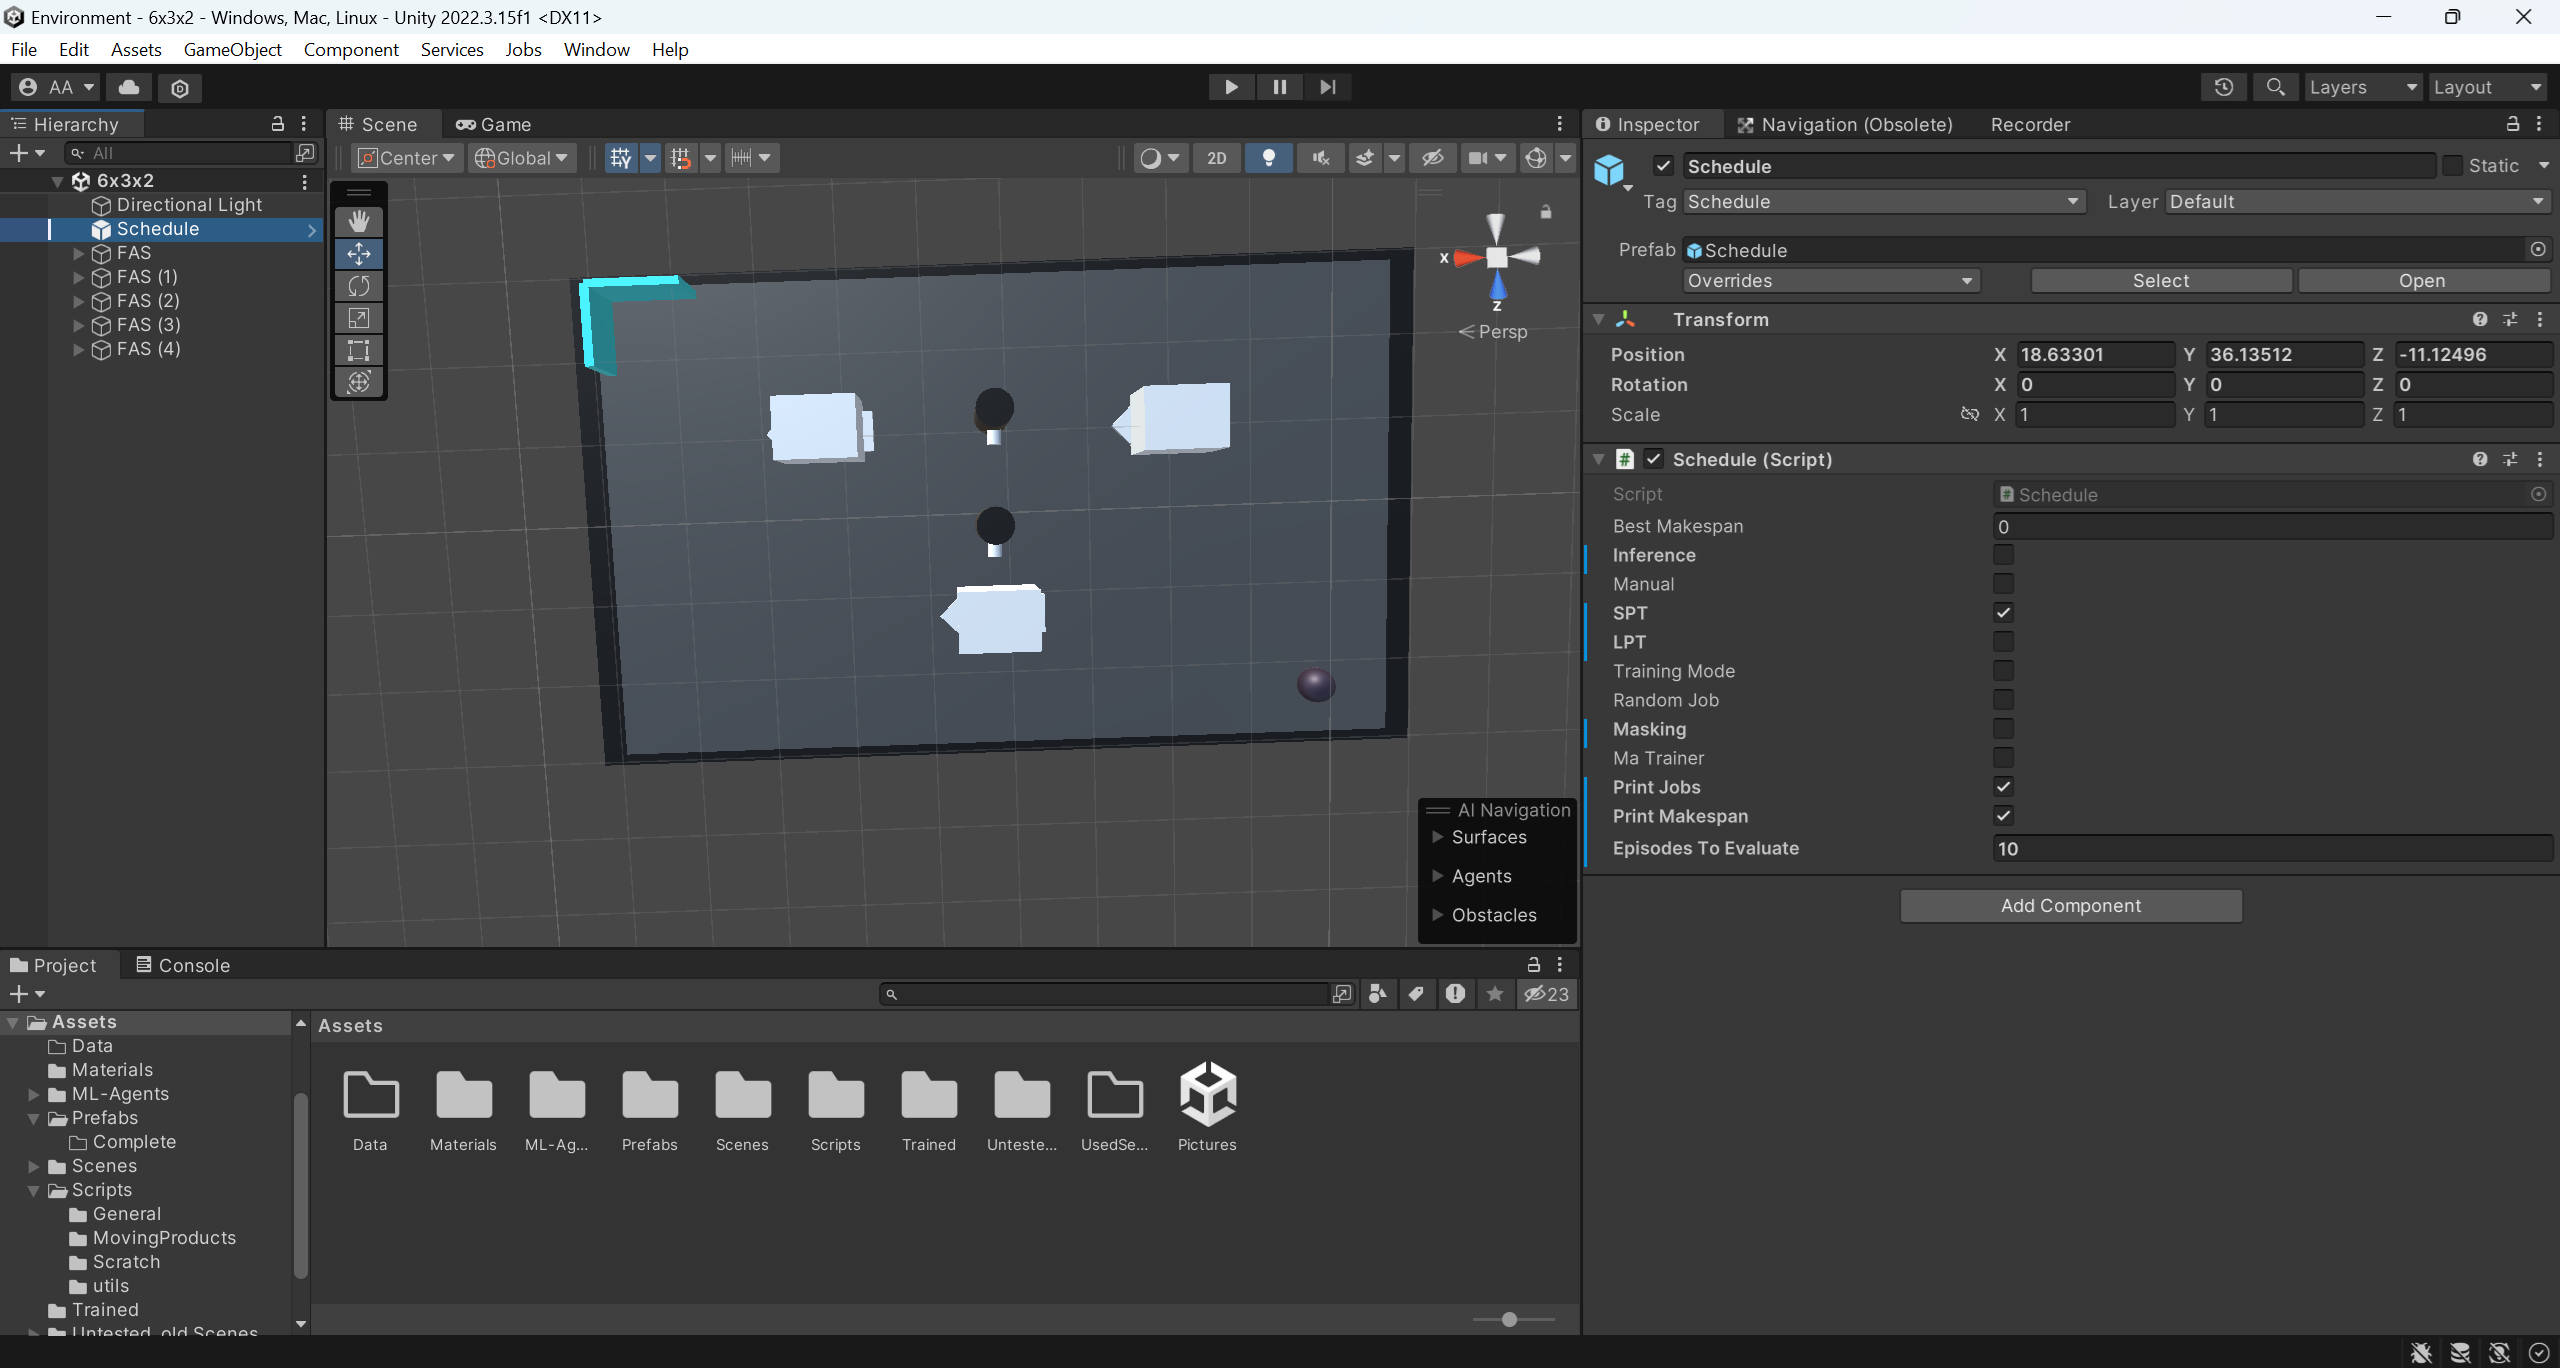 Environment - 6x3x2 - Windows, Mac, Linux - Unity 2022.3.15f1 <DX11>
File Edit Assets GameObject Component Services Jobs Window Help
AA
Layers
Layout
Hierarchy
All
6x3x2
Directional Light
Schedule
FAS
FAS (1)
FAS (2)
FAS (3)
FAS (4)
Scene
Game
Center
Global
2D
x
z
Persp
AI Navigation
Surfaces
Agents
Obstacles
Inspector
Navigation (Obsolete)
Recorder
Schedule
Static
Tag Schedule
Layer Default
Prefab Schedule
Overrides
Select
Open
Transform
Position X 18.63301 Y 36.13512 Z -11.12496
Rotation X 0 Y 0 Z 0
Scale X 1 Y 1 Z 1
# Schedule (Script)
Script Schedule
Best Makespan 0
Inference
Manual
SPT
LPT
Training Mode
Random Job
Masking
Ma Trainer
Print Jobs
Print Makespan
Episodes To Evaluate 10
Add Component
Project
Console
23
Assets
Data
Materials
ML-Agents
Prefabs
Complete
Scenes
Scripts
General
MovingProducts
Scratch
utils
Trained
Untested_old Scenes
Assets
Data
Materials
ML-Ag...
Prefabs
Scenes
Scripts
Trained
Unteste...
UsedSe...
Pictures